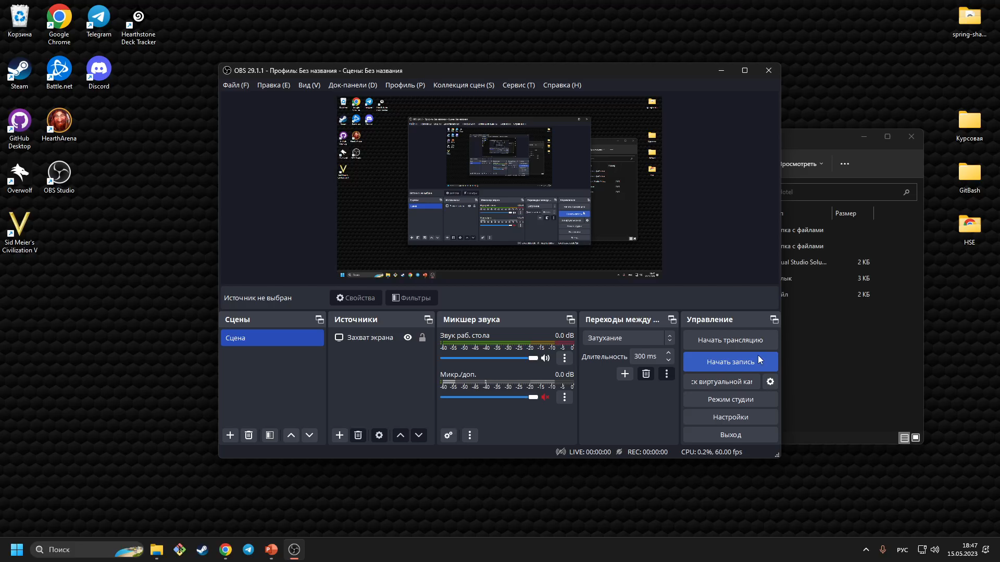 Корзина
Google Chrome
Telegram
Hearthstone Deck Tracker
spring-sha...
Steam
Battle.net
Discord
GitHub Desktop
HearthArena
Курсовая
Overwolf
OBS Studio
GitBash
Sid Meier's Civilization V
HSE
OBS 29.1.1 - Профиль: Без названия - Сцены: Без названия
Файл (F)
Правка (E)
Вид (V)
Док-панели (D)
Профиль (P)
Коллекция сцен (S)
Сервис (T)
Справка (H)
Просмотреть
•••
Hotel
Размер
пка с файлами
пка с файлами
ual Studio Solu...
2 КБ
лык
3 КБ
йл
2 КБ
Источник не выбран
Свойства
Фильтры
Сцены
Сцена
Источники
Захват экрана
Микшер звука
Звук раб. стола
0.0 dB
-60 -55 -50 -45 -40 -35 -30 -25 -20 -15 -10 -5 0
Микр./доп.
0.0 dB
-60 -55 -50 -45 -40 -35 -30 -25 -20 -15 -10 -5 0
Переходы между ...
Затухание
Длительность
300 ms
Управление
Начать трансляцию
Начать запись
ск виртуальной кам
Режим студии
Настройки
Выход
LIVE: 00:00:00
REC: 00:00:00
CPU: 0.2%, 60.00 fps
Поиск
РУС
18:47
15.05.2023